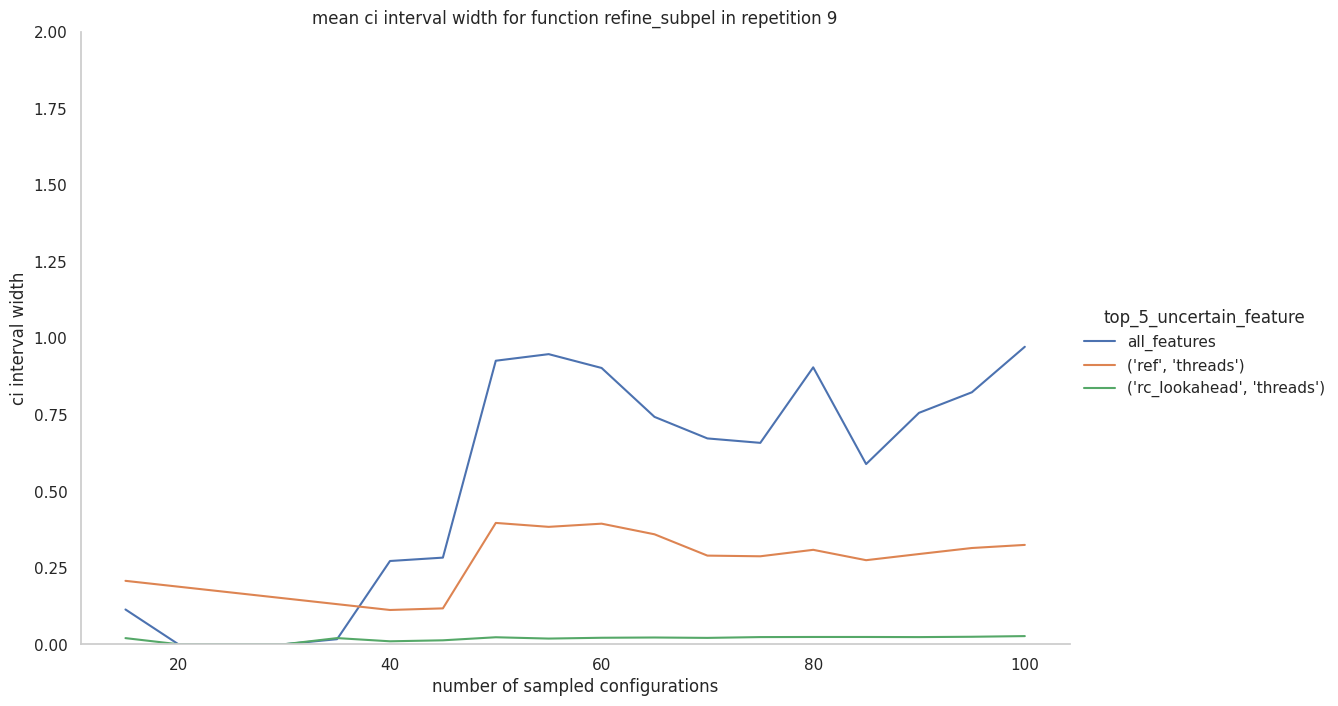 mean ci interval width for function refine_subpel in repetition 9
2.00
1.75
1.50
1.25
1.00
0.75
0.50
0.25
0.00
ci interval width
20
40
60
80
100
number of sampled configurations
top_5_uncertain_feature
all_features
('ref', 'threads')
('rc_lookahead', 'threads')